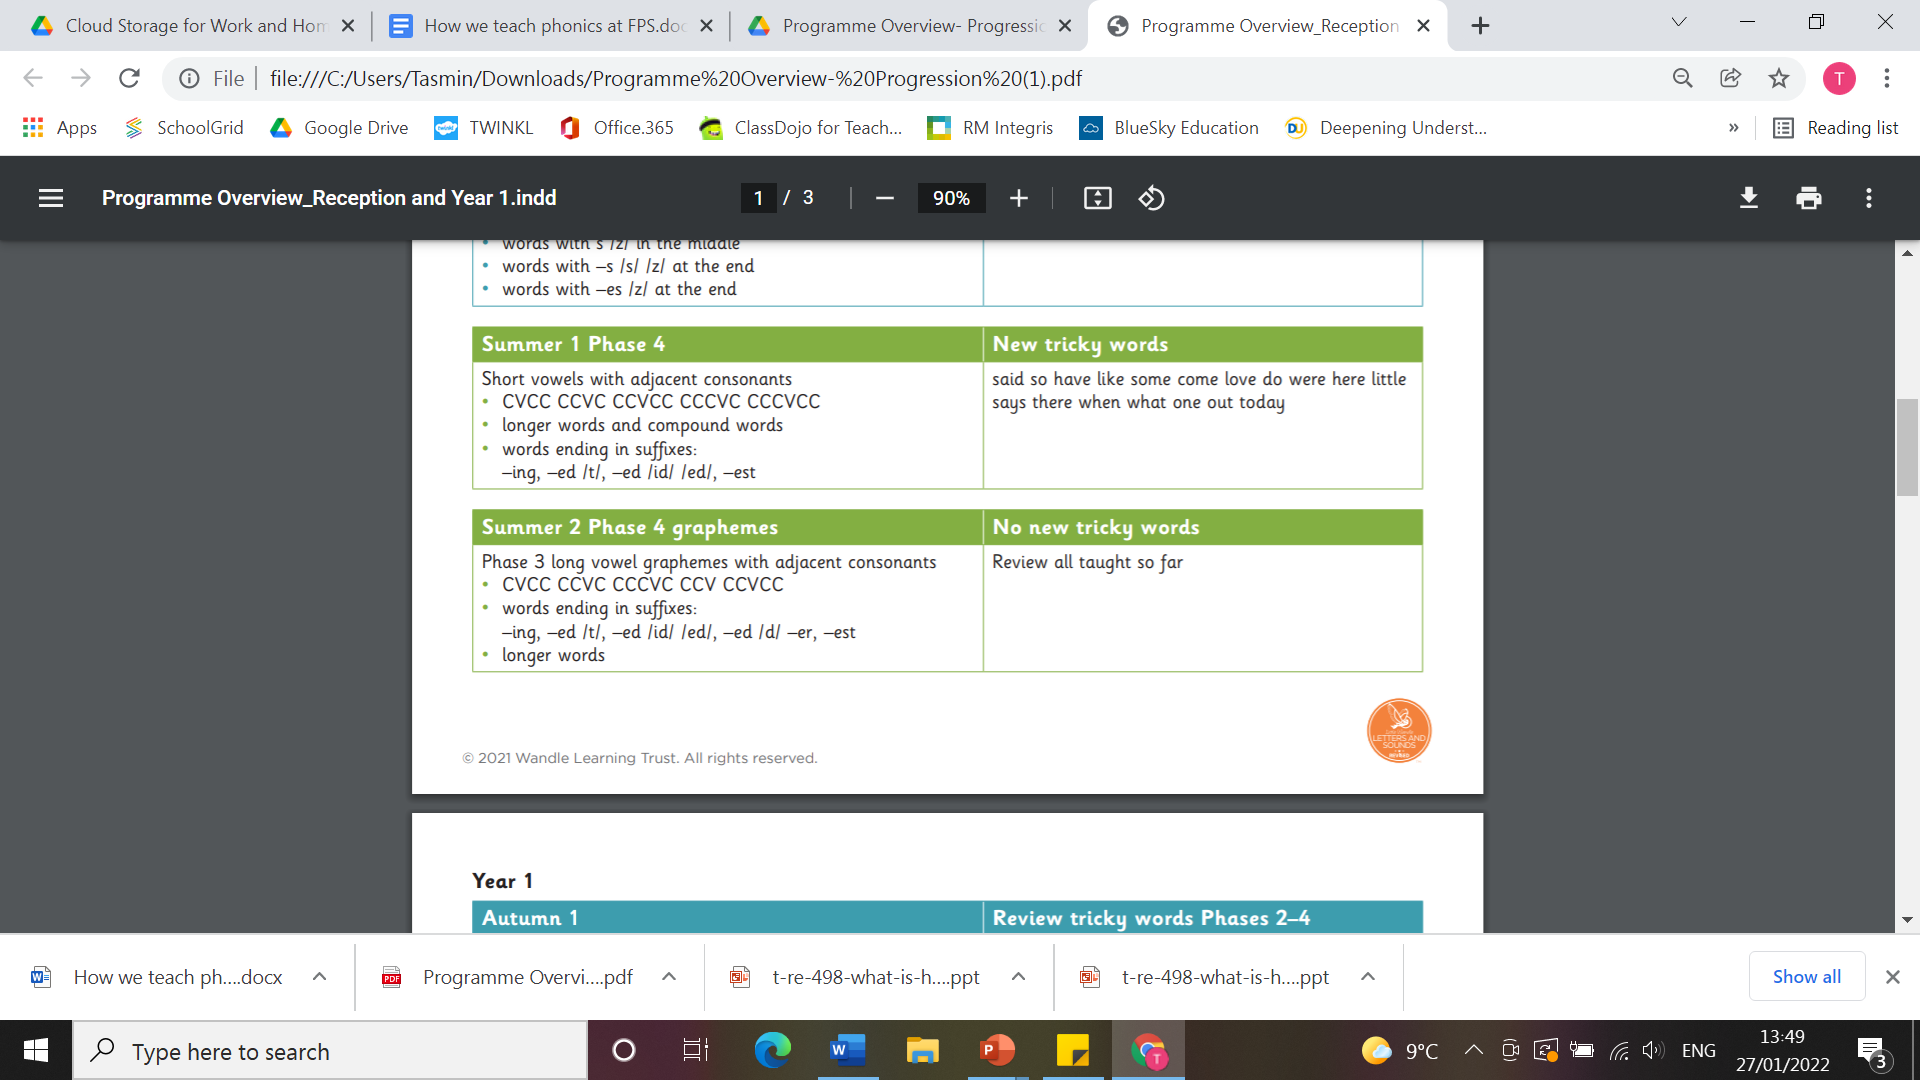 Cloud Storage for Work and Hom
How we teach phonics at FPS.doc
Programme Overview- Progressic
Programme Overview_Reception
File
file:///C:/Users/Tasmin/Downloads/Programme%20Overview-%20Progression%20(1).pdf
T
Apps
SchoolGrid
Google Drive
TWINKL
Office.365
ClassDojo for Teach...
RM Integris
BlueSky Education
Deepening Underst...
»
Reading list
Programme Overview_Reception and Year 1.indd
1 / 3
90%
• words with s /z/ in the middle
• words with –s /s/ /z/ at the end
• words with –es /z/ at the end
Summer 1 Phase 4
New tricky words
Short vowels with adjacent consonants
• CVCC CCVC CCVCC CCCVC CCCVCC
• longer words and compound words
• words ending in suffixes:
–ing, –ed /t/, –ed /id/ /ed/, –est
said so have like some come love do were here little
says there when what one out today
Summer 2 Phase 4 graphemes
No new tricky words
Phase 3 long vowel graphemes with adjacent consonants
• CVCC CCVC CCCVC CCV CCVCC
• words ending in suffixes:
–ing, –ed /t/, –ed /id/ /ed/, –ed /d/ –er, –est
• longer words
Review all taught so far
LETTERS AND
SOUNDS
REVISED
© 2021 Wandle Learning Trust. All rights reserved.
Year 1
Autumn 1
Review tricky words Phases 2–4
How we teach ph....docx
Programme Overvi....pdf
t-re-498-what-is-h....ppt
t-re-498-what-is-h....ppt
Show all
Type here to search
9°C
ENG
13:49
27/01/2022
3